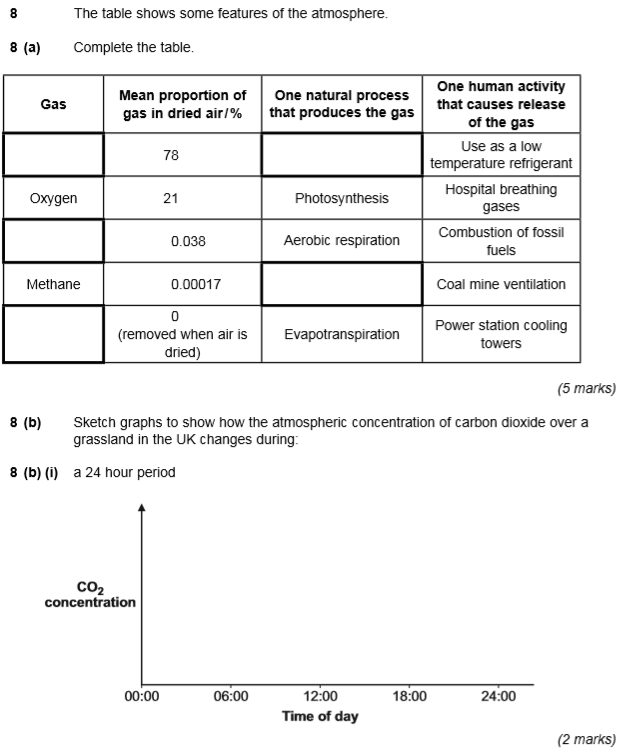 8 The table shows some features of the atmosphere.
8 (a) Complete the table.
Gas
Mean proportion of
gas in dried air/%
One natural process
that produces the gas
One human activity
that causes release
of the gas
78
Use as a low
temperature refrigerant
Oxygen
21
Photosynthesis
Hospital breathing
gases
0.038
Aerobic respiration
Combustion of fossil
fuels
Methane
0.00017
Coal mine ventilation
0
(removed when air is
dried)
Evapotranspiration
Power station cooling
towers
(5 marks)
8 (b) Sketch graphs to show how the atmospheric concentration of carbon dioxide over a
grassland in the UK changes during:
8 (b) (i) a 24 hour period
CO₂
concentration
00:00 06:00 12:00 18:00 24:00
Time of day
(2 marks)